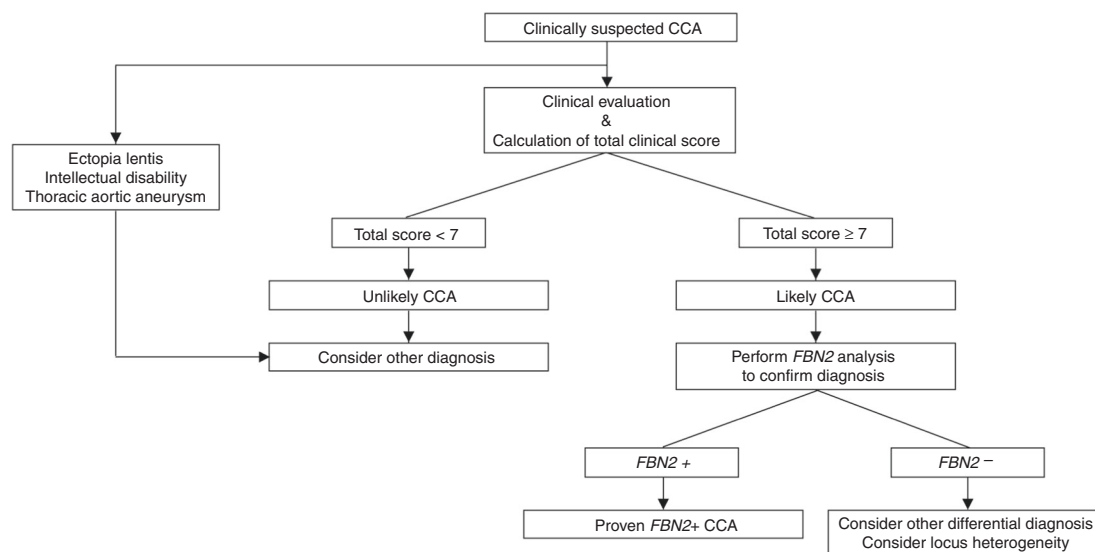 Clinically suspected CCA
Clinical evaluation
&
Calculation of total clinical score
Ectopia lentis
Intellectual disability
Thoracic aortic aneurysm
Total score < 7
Total score ≥ 7
Unlikely CCA
Likely CCA
Consider other diagnosis
Perform FBN2 analysis
to confirm diagnosis
FBN2 +
FBN2 −
Proven FBN2+ CCA
Consider other differential diagnosis
Consider locus heterogeneity